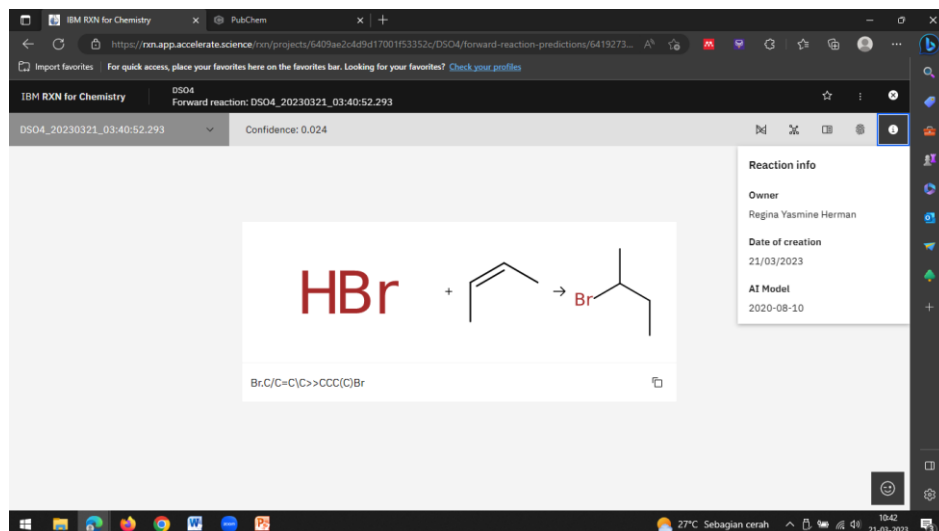 IBM RXN for Chemistry
PubChem
https://rxn.app.accelerate.science/rxn/projects/6409ae2c4d9d17001f53352c/DSO4/forward-reaction-predictions/6419273...
Import favorites
For quick access, place your favorites here on the favorites bar. Looking for your favorites? Check your profiles
IBM RXN for Chemistry
DSO4
Forward reaction: DSO4_20230321_03:40:52.293
DSO4_20230321_03:40:52.293
Confidence: 0.024
Reaction info
Owner
Regina Yasmine Herman
Date of creation
21/03/2023
AI Model
2020-08-10
HBr
+
→
Br
Br.C/C=C\C>>CCC(C)Br
27°C Sebagian cerah
10:42
21-03-2023